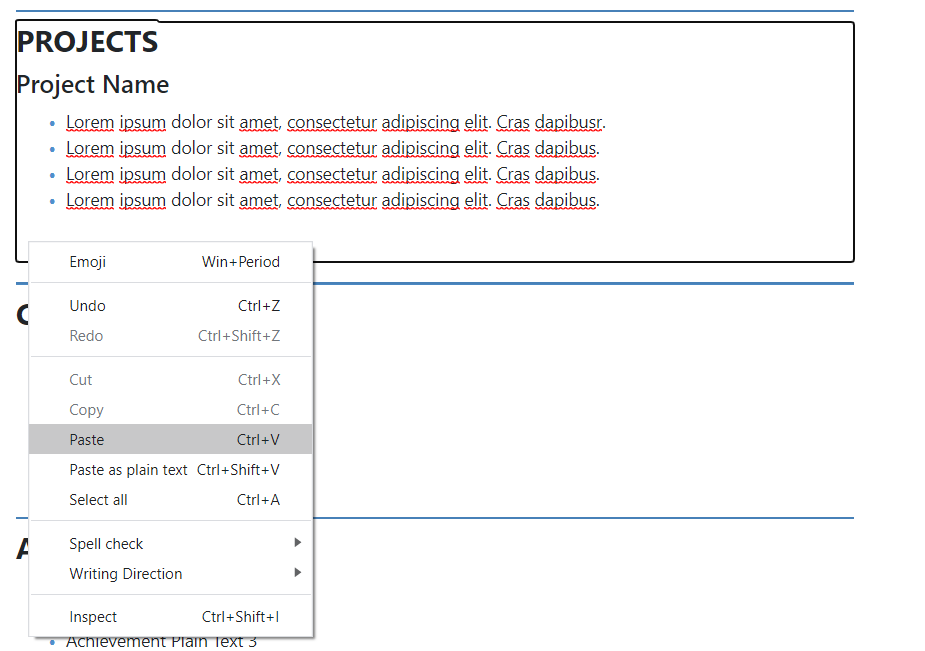 PROJECTS
Project Name
• Lorem ipsum dolor sit amet, consectetur adipiscing elit. Cras dapibusr.
• Lorem ipsum dolor sit amet, consectetur adipiscing elit. Cras dapibus.
• Lorem ipsum dolor sit amet, consectetur adipiscing elit. Cras dapibus.
• Lorem ipsum dolor sit amet, consectetur adipiscing elit. Cras dapibus.
Emoji Win+Period
Undo Ctrl+Z
Redo Ctrl+Shift+Z
Cut Ctrl+X
Copy Ctrl+C
Paste Ctrl+V
Paste as plain text Ctrl+Shift+V
Select all Ctrl+A
Spell check
Writing Direction
Inspect Ctrl+Shift+I
• Achievement Plain Text 3